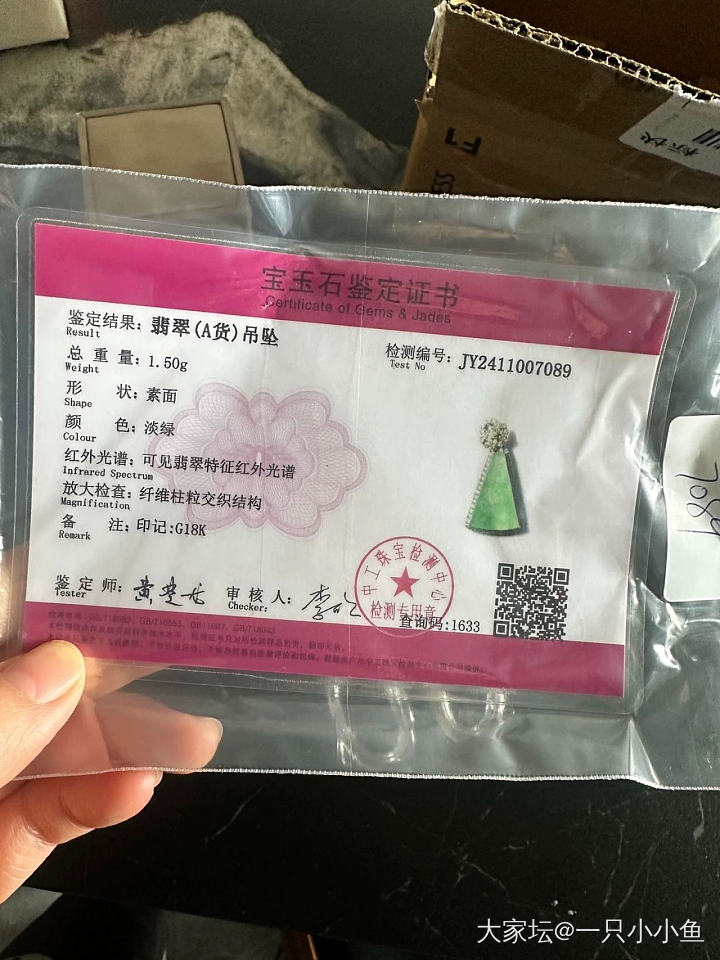 宝玉石鉴定证书
Certificate of Gems & Jades
鉴定结果：翡翠(A货)吊坠
Result
检测编号：JY2411007089
Test No
总重量：1.50g
Weight
形状：素面
Shape
颜色：淡绿
Colour
红外光谱：可见翡翠特征红外光谱
Infrared Spectrum
放大检查：纤维柱粒交织结构
Magnification
备注：印记:G18K
Remark
鉴定师：
Tester
审核人：
Checker:
中工珠宝检测中心
检测专用章
查询码:1633
大家坛@一只小小鱼